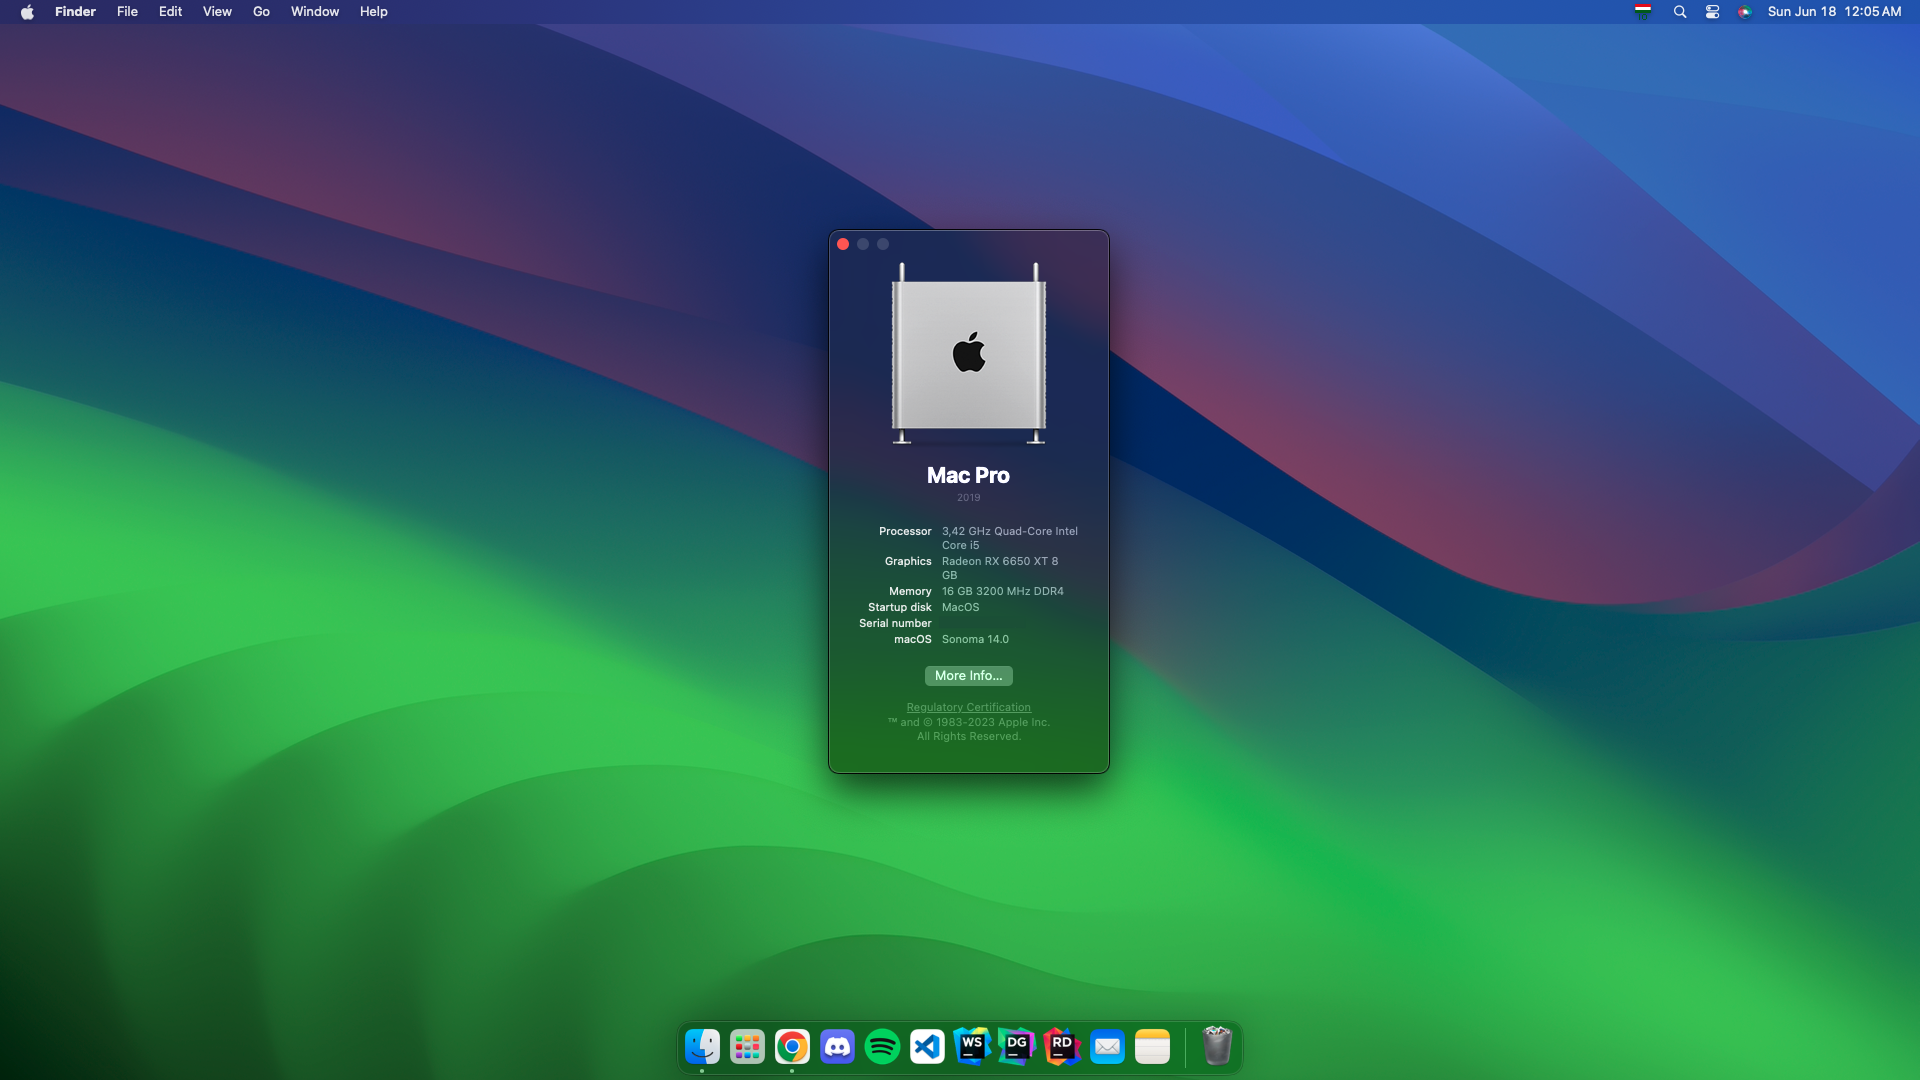 Finder File Edit View Go Window Help
Sun Jun 18 12:05 AM
Mac Pro
2019
Processor 3,42 GHz Quad-Core Intel
Core i5
Graphics Radeon RX 6650 XT 8
GB
Memory 16 GB 3200 MHz DDR4
Startup disk MacOS
Serial number
macOS Sonoma 14.0
More Info...
Regulatory Certification
™ and © 1983-2023 Apple Inc.
All Rights Reserved.
WS DG RD